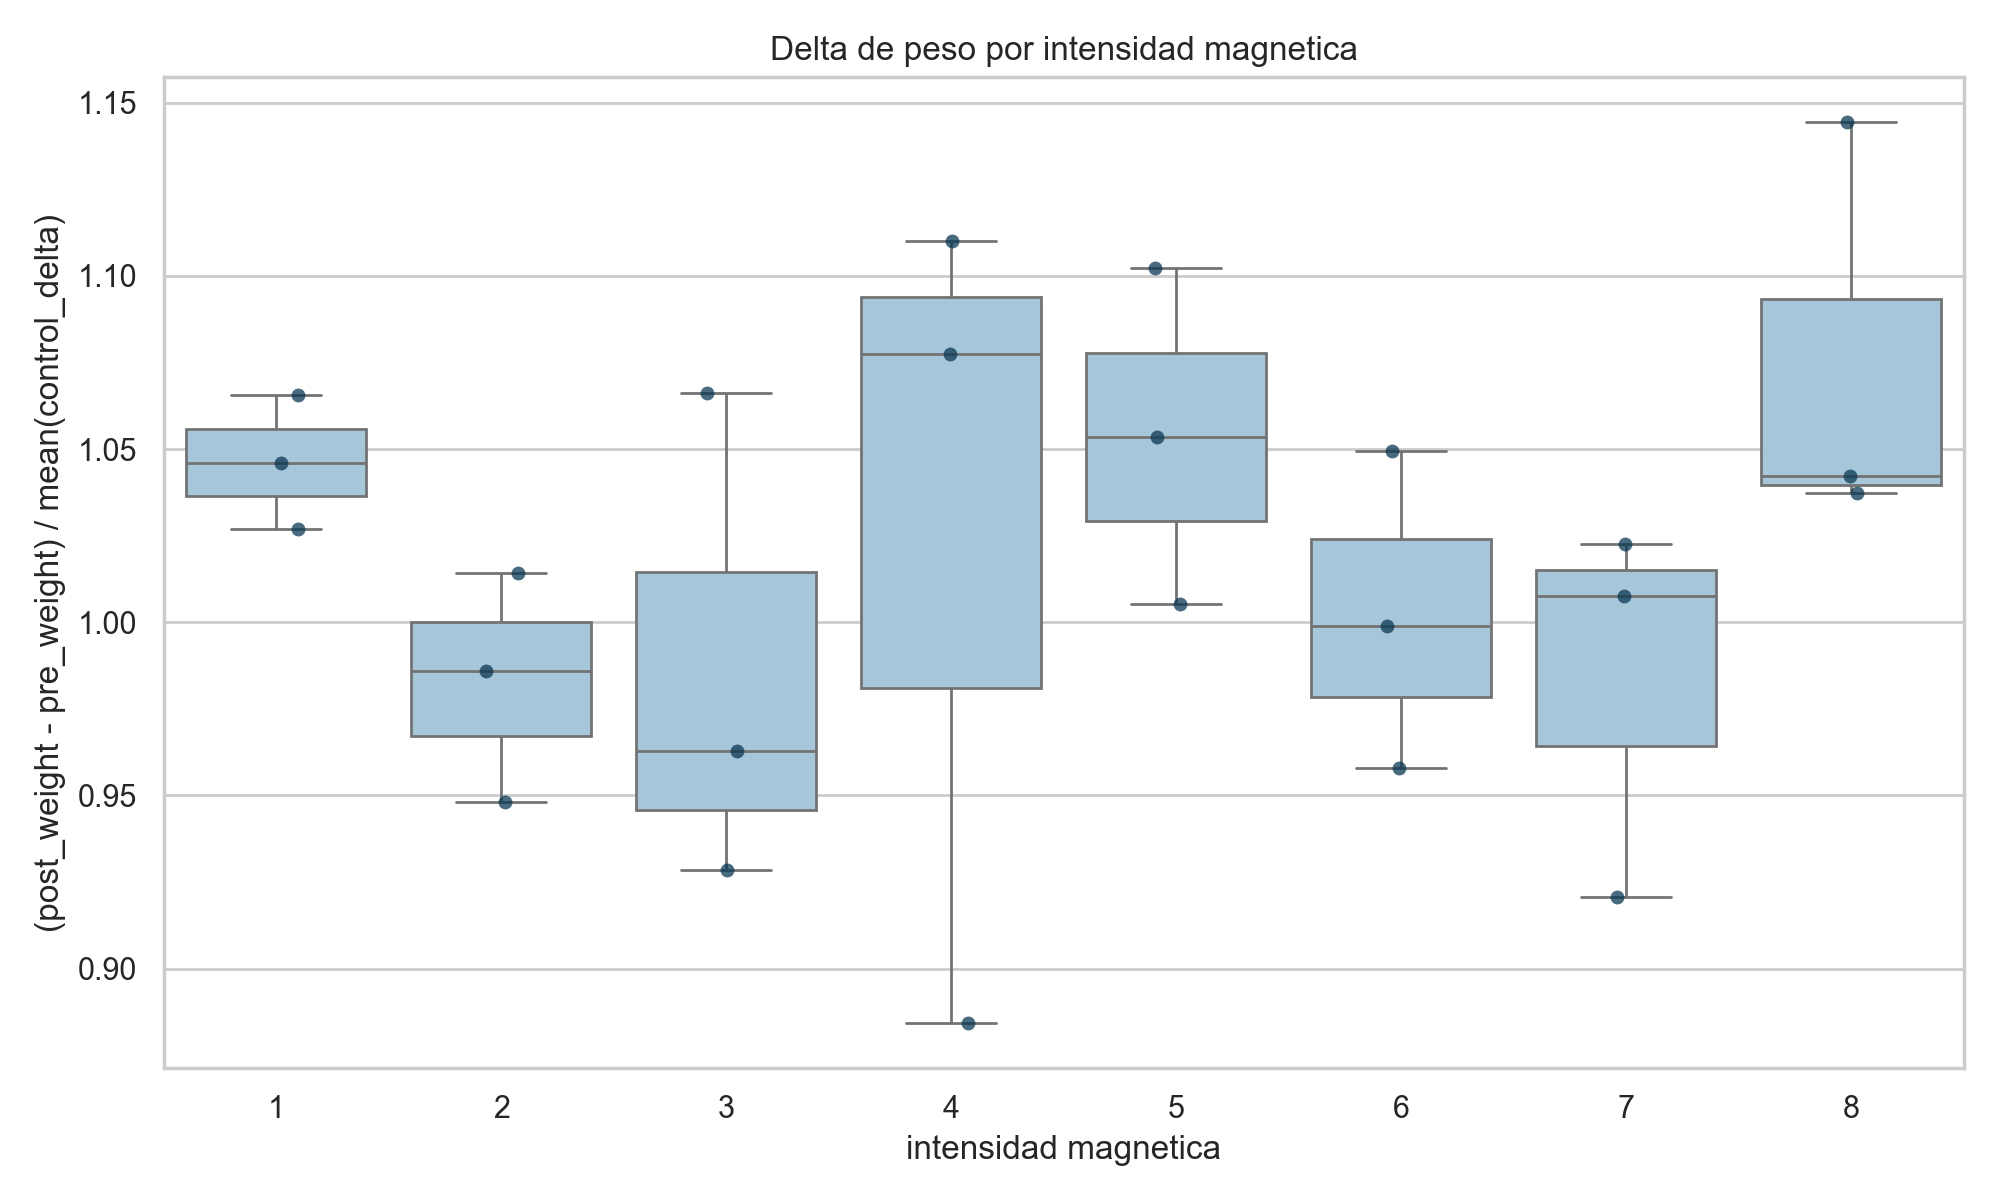 Delta de peso por intensidad magnetica
(post_weight - pre_weight) / mean(control_delta)
1.15
1.10
1.05
1.00
0.95
0.90
1 2 3 4 5 6 7 8
intensidad magnetica